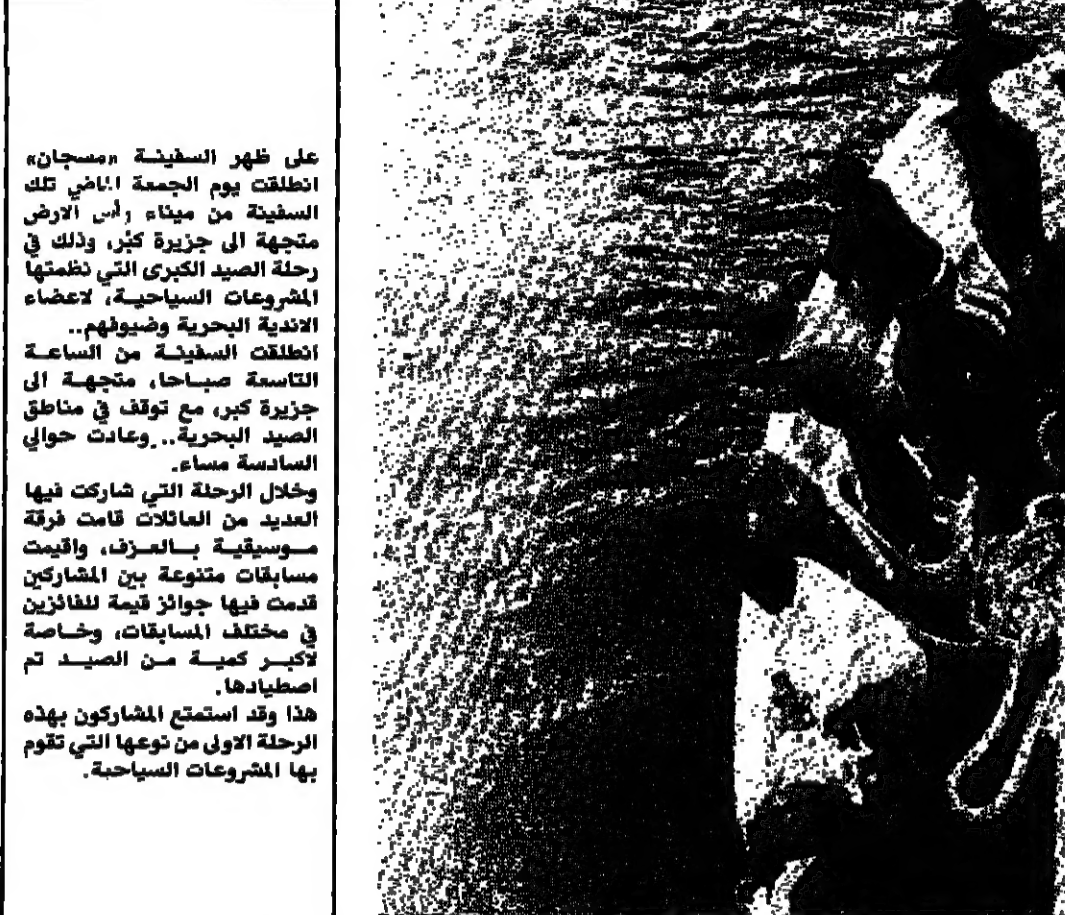 على ظهر السفينة «مسجان»
انطلقت يوم الجمعة الماضي تلك
السفينة من ميناء رأس الارض
متجهة الى جزيرة كبُر، وذلك في
رحلة الصيد الكبرى التي نظمتها
المشروعات السياحية، لاعضاء
الاندية البحرية وضيوفهم..
انطلقت السفينة من الساعة
التاسعة صباحا، متجهة الى
جزيرة كبر، مع توقف في مناطق
الصيد البحرية.. وعادت حوالي
السادسة مساء.
وخلال الرحلة التي شاركت فيها
العديد من العائلات قامت فرقة
موسيقية بالعزف، واقيمت
مسابقات متنوعة بين المشاركين
قدمت فيها جوائز قيمة للفائزين
في مختلف المسابقات، وخاصة
لاكبر كمية من الصيد تم
اصطيادها.
هذا وقد استمتع المشاركون بهذه
الرحلة الاولى من نوعها التي تقوم
بها المشروعات السياحية.